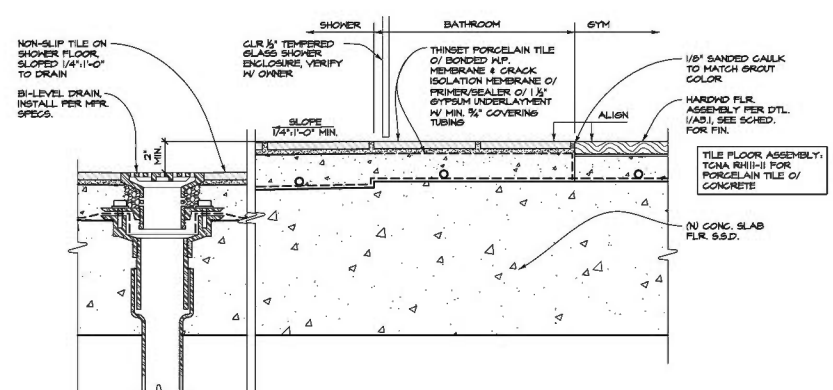 SHOWER
BATHROOM
GYM
NON-SLIP TILE ON
SHOWER FLOOR,
SLOPED 1/4":1'-0"
TO DRAIN
BI-LEVEL DRAIN,
INSTALL PER MFR.
SPECS.
CLR ½" TEMPERED
GLASS SHOWER
ENCLOSURE, VERIFY
W/ OWNER
THINSET PORCELAIN TILE
O/ BONDED W.P.
MEMBRANE & CRACK
ISOLATION MEMBRANE O/
PRIMER/SEALER O/ 1 ½"
GYPSUM UNDERLAYMENT
W/ MIN. ¾" COVERING
TUBING
1/8" SANDED CAULK
TO MATCH GROUT
COLOR
HARDWD FLR.
ASSEMBLY PER DTL.
1/A5.1, SEE SCHED.
FOR FIN.
2"
SLOPE
1/4":1'-0" MIN.
ALIGN
TILE FLOOR ASSEMBLY:
TCNA RH111-11 FOR
PORCELAIN TILE O/
CONCRETE
(N) CONC. SLAB
FLR. S.S.D.